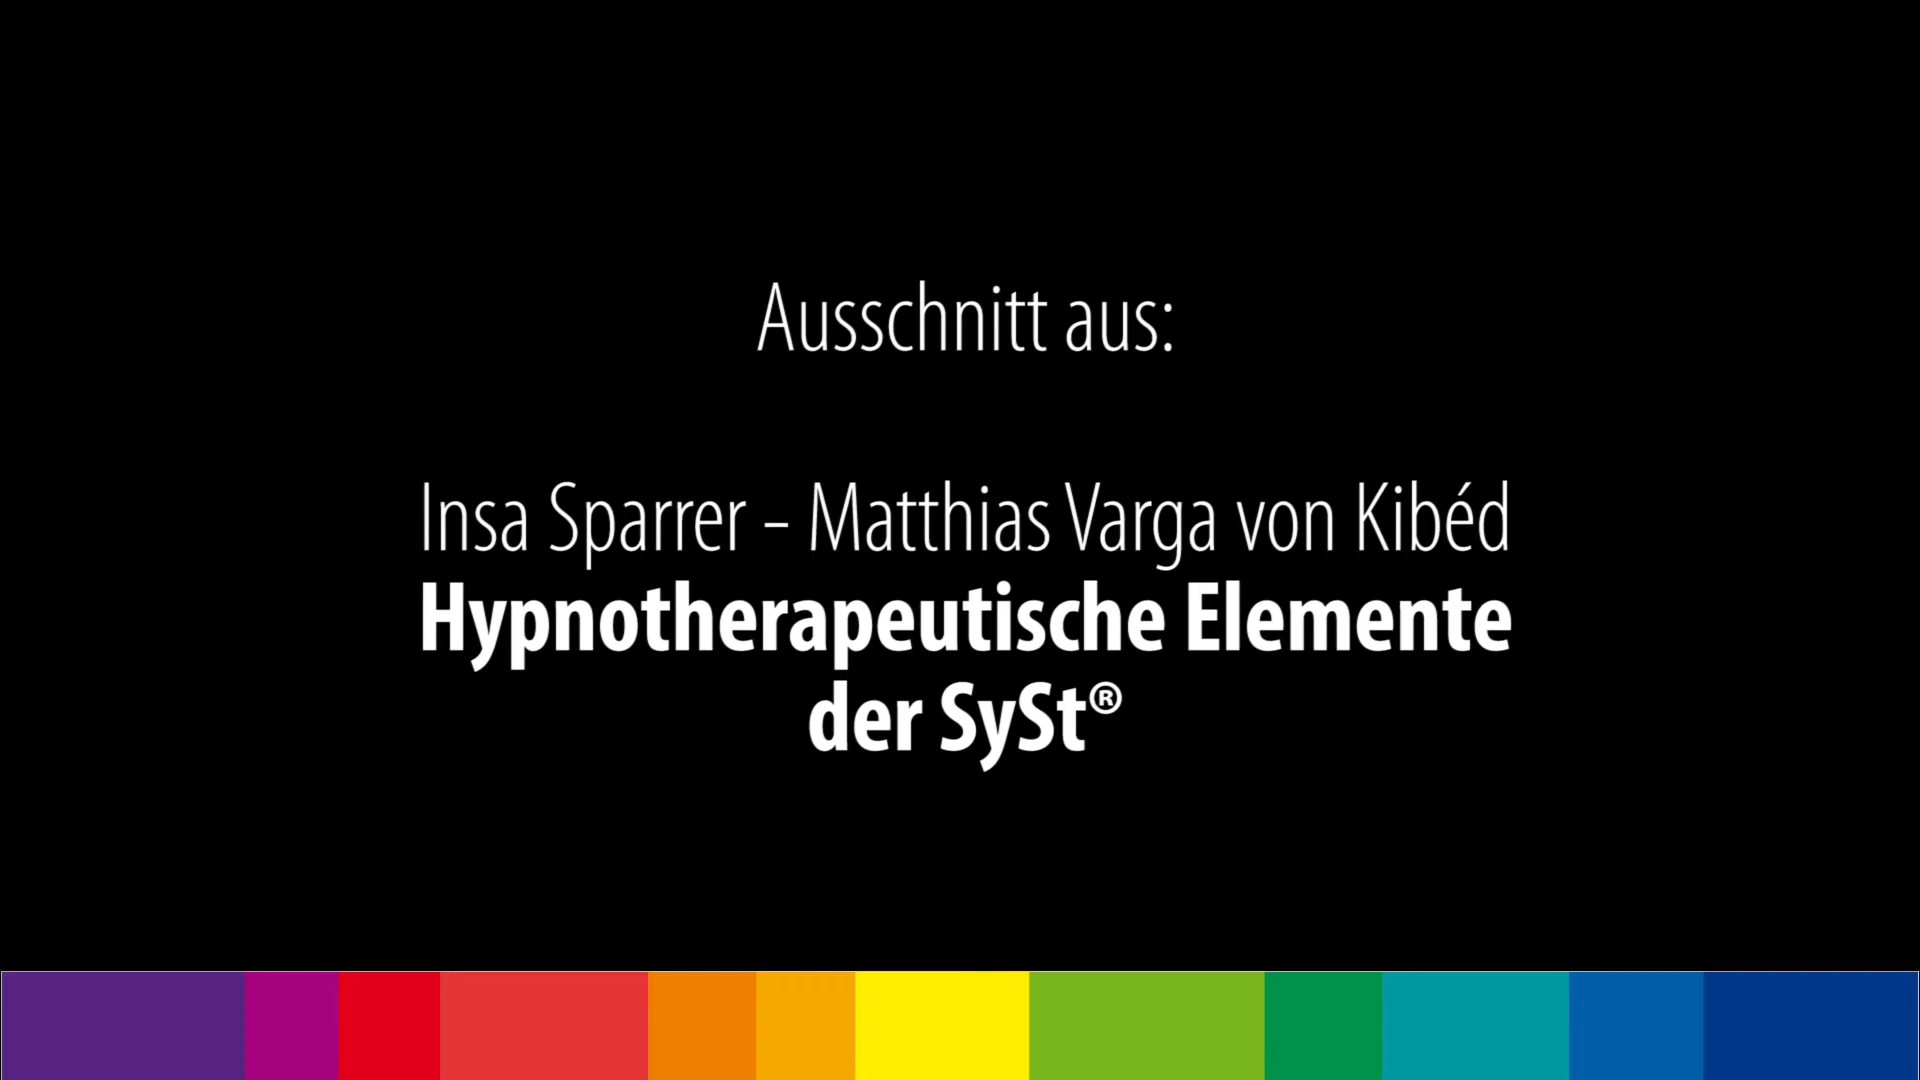 Ausschnitt aus:
Insa Sparrer – Matthias Varga von Kibéd
Hypnotherapeutische Elemente
der SySt®